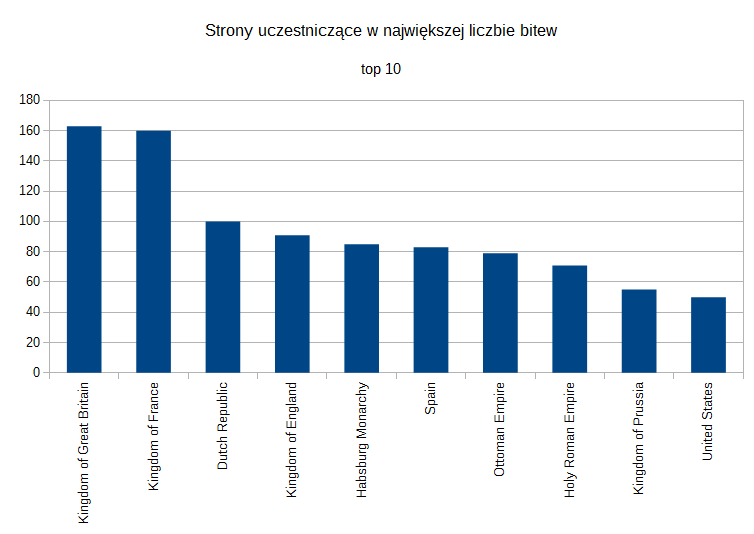 Strony uczestniczące w największej liczbie bitew
top 10
180
160
140
120
100
80
60
40
20
0
Kingdom of Great Britain
Kingdom of France
Dutch Republic
Kingdom of England
Habsburg Monarchy
Spain
Ottoman Empire
Holy Roman Empire
Kingdom of Prussia
United States